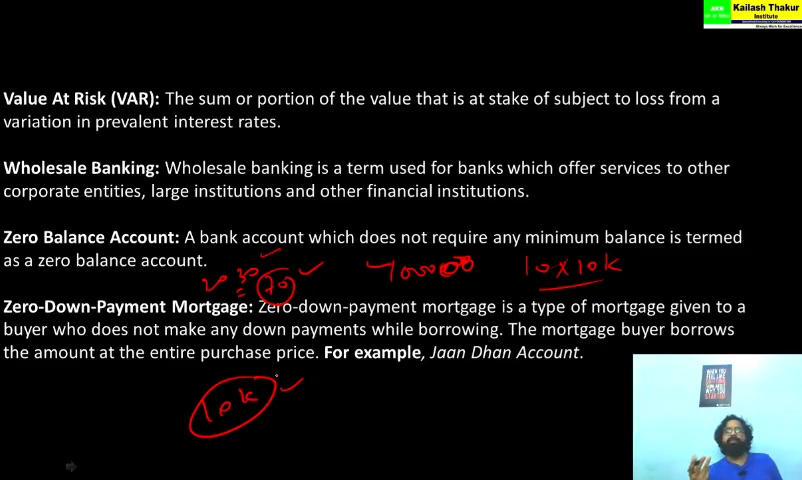 Kailash Thakur
Institute
Value At Risk (VAR): The sum or portion of the value that is at stake of subject to loss from a
variation in prevalent interest rates.
Wholesale Banking: Wholesale banking is a term used for banks which offer services to other
corporate entities, large institutions and other financial institutions.
Zero Balance Account: A bank account which does not require any minimum balance is termed
as a zero balance account.
20 30 70
10 x 10k
Zero-Down-Payment Mortgage: Zero-down-payment mortgage is a type of mortgage given to a
buyer who does not make any down payments while borrowing. The mortgage buyer borrows
the amount at the entire purchase price. For example, Jaan Dhan Account.
10k